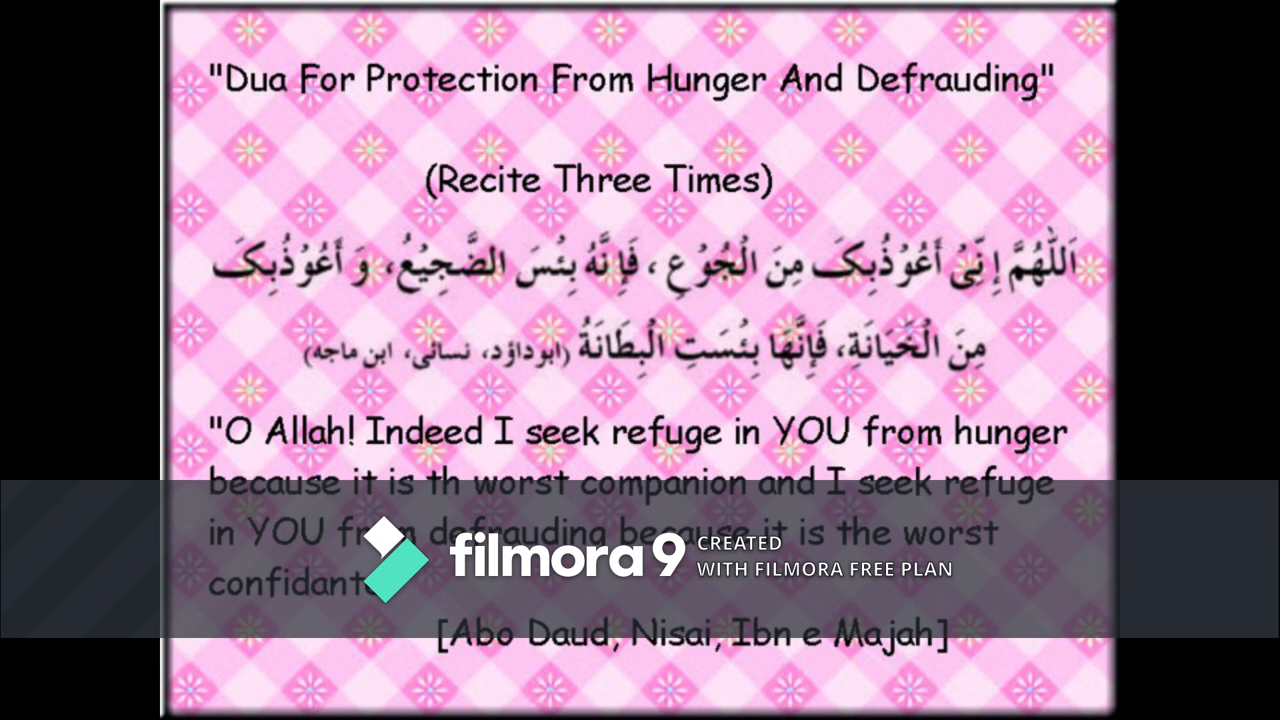 "Dua For Protection From Hunger And Defrauding"
(Recite Three Times)
اَللّٰهُمَّ إِنِّیْ أَعُوْذُبِکَ مِنَ الْجُوْعِ ، فَإِنَّهُ بِئْسَ الضَّجِيْعُ، وَ أَعُوْذُبِکَ
مِنَ الْخَيَانَةِ، فَإِنَّهَا بِئْسَتِ الْبِطَانَةُ (ابوداؤد، نسائی، ابن ماجه)
"O Allah! Indeed I seek refuge in YOU from hunger
because it is th worst companion and I seek refuge
in YOU from defrauding because it is the worst
confidant
filmora 9 CREATED
WITH FILMORA FREE PLAN
[Abo Daud, Nisai, Ibn e Majah]